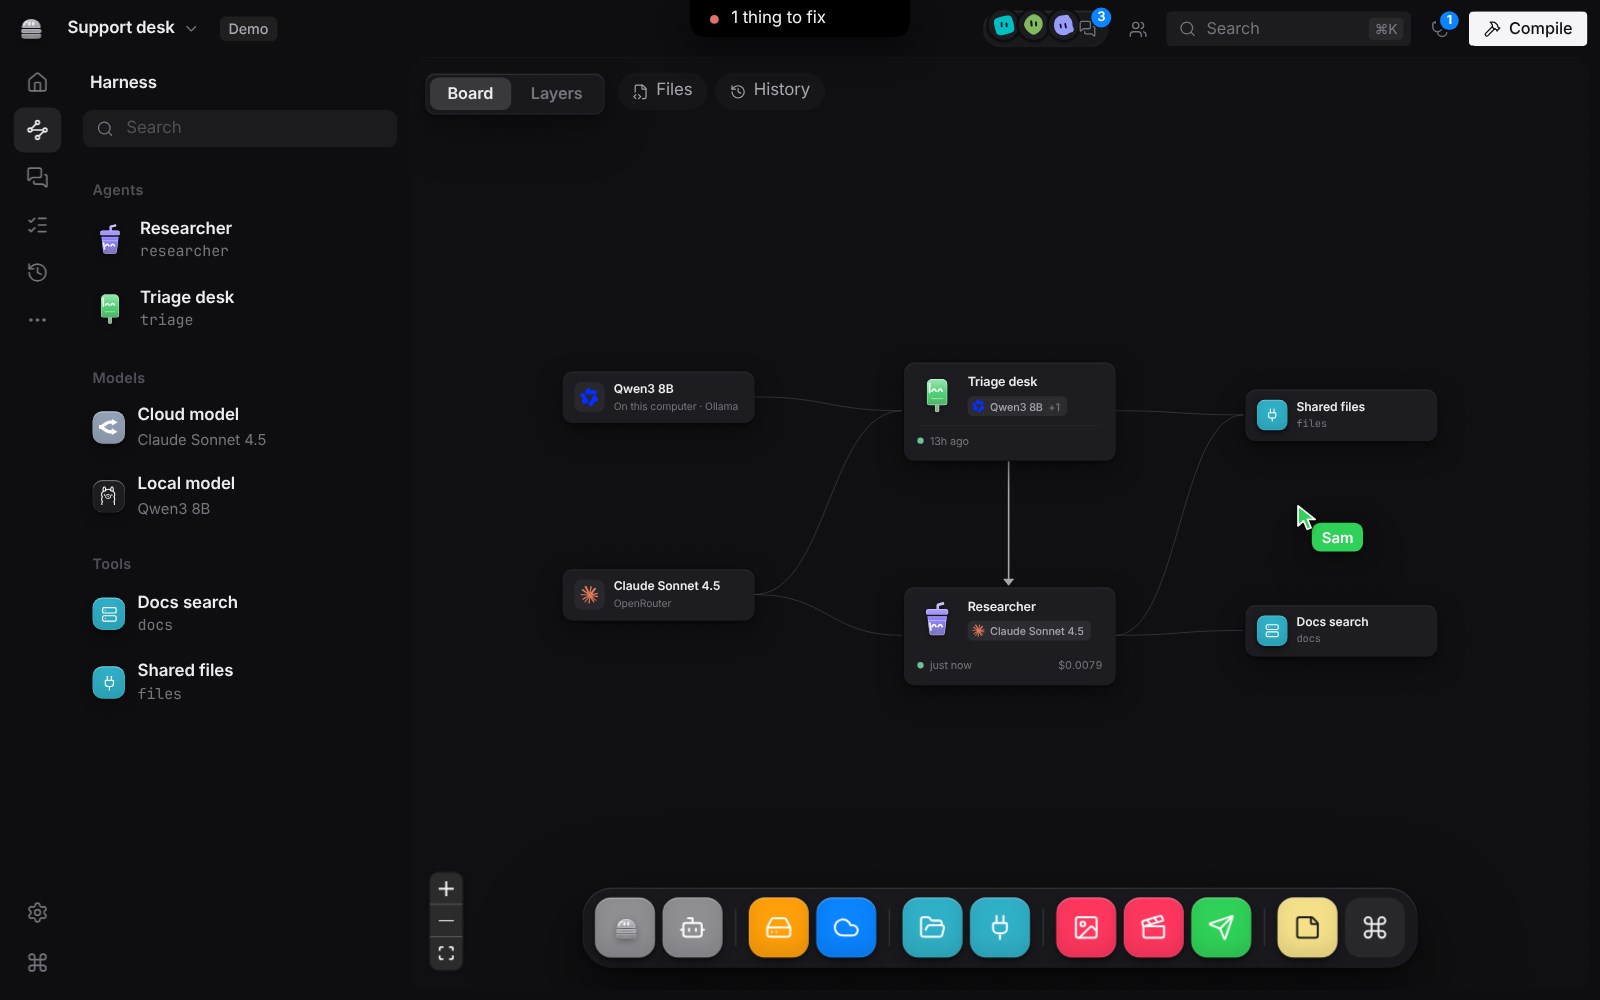 Support desk
Demo
1 thing to fix
3
Search
⌘K
1
Compile
Harness
Search
Agents
Researcher
researcher
Triage desk
triage
Models
Cloud model
Claude Sonnet 4.5
Local model
Qwen3 8B
Tools
Docs search
docs
Shared files
files
Board
Layers
Files
History
Qwen3 8B
On this computer · Ollama
Claude Sonnet 4.5
OpenRouter
Triage desk
Qwen3 8B +1
13h ago
Researcher
Claude Sonnet 4.5
just now
$0.0079
Shared files
files
Sam
Docs search
docs